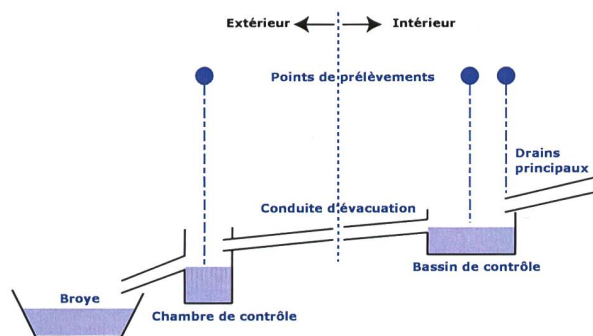 Extérieur
Intérieur
Points de prélèvements
Drains
principaux
Conduite d'évacuation
Bassin de contrôle
Broye
Chambre de contrôle